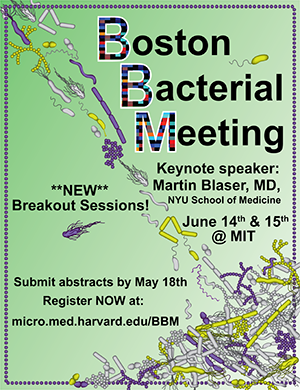 Boston
Bacterial
Meeting
Keynote speaker:
Martin Blaser, MD,
NYU School of Medicine
**NEW**
Breakout Sessions!
June 14th & 15th
@ MIT
Submit abstracts by May 18th
Register NOW at:
micro.med.harvard.edu/BBM